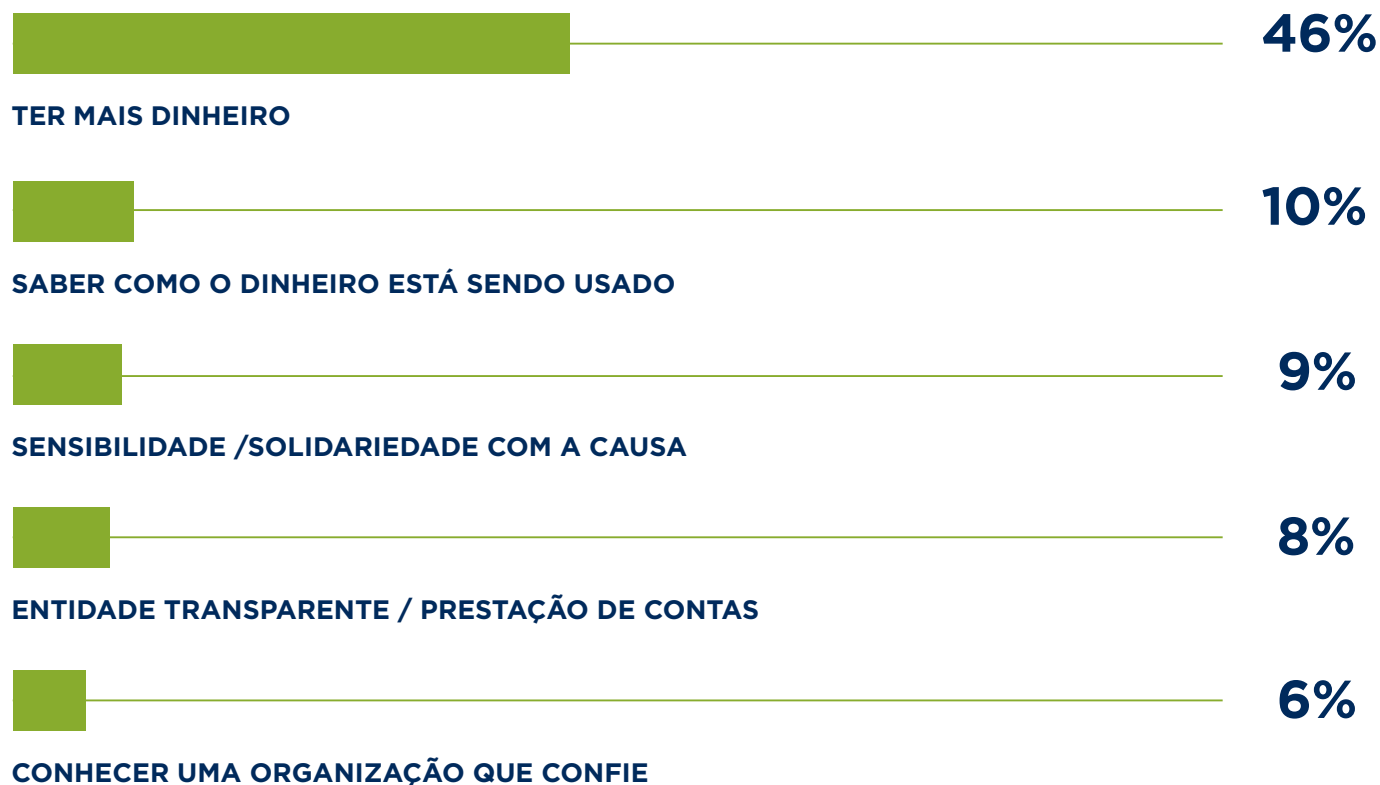 46%
TER MAIS DINHEIRO
10%
SABER COMO O DINHEIRO ESTÁ SENDO USADO
9%
SENSIBILIDADE /SOLIDARIEDADE COM A CAUSA
8%
ENTIDADE TRANSPARENTE / PRESTAÇÃO DE CONTAS
6%
CONHECER UMA ORGANIZAÇÃO QUE CONFIE